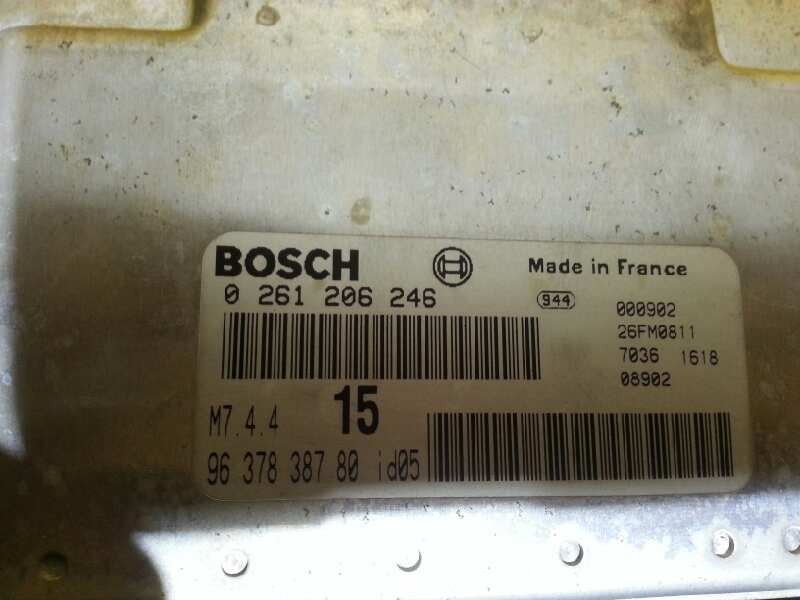 BOSCH
Made in France
0 261 206 246
944
000902
26FM0811
7036 1618
08902
M7.4.4
15
96 378 387 80 id05